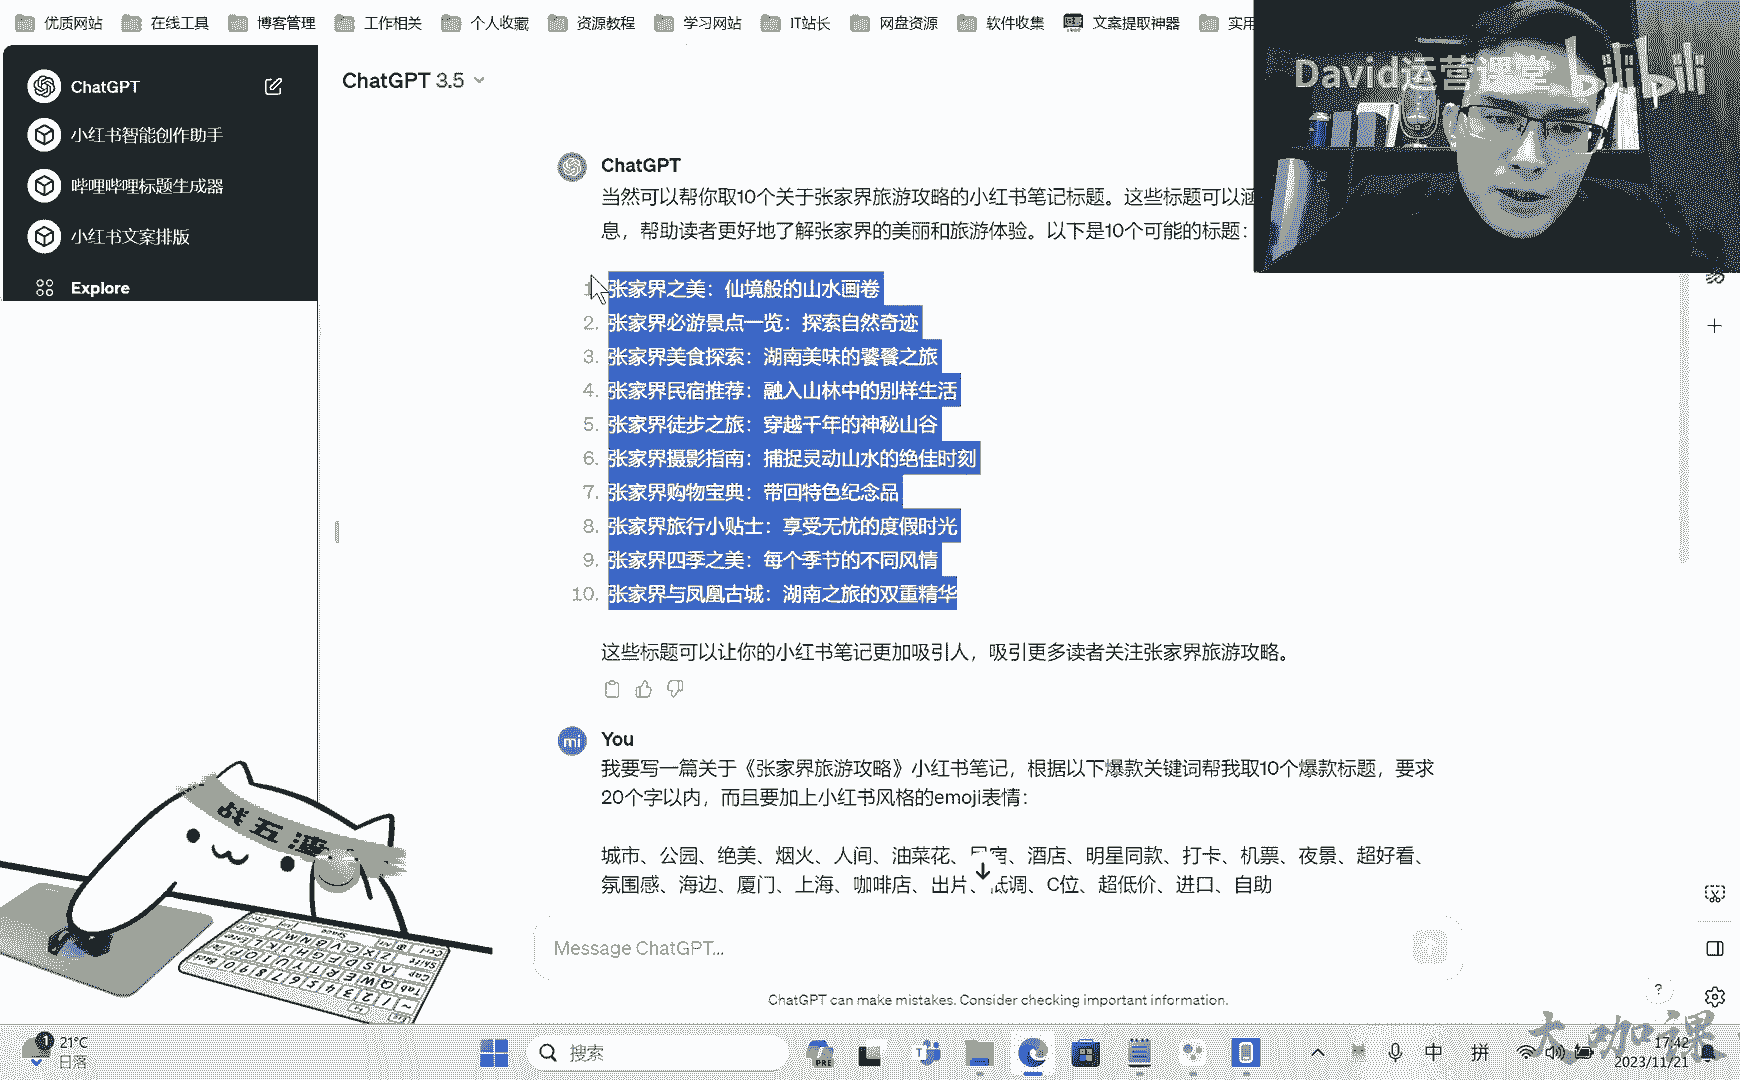 优质网站
在线工具
博客管理
工作相关
个人收藏
资源教程
学习网站
IT站长
网盘资源
软件收集
文案提取神器
实用
David运营课堂 bilibili
ChatGPT
小红书智能创作助手
哔哩哔哩标题生成器
小红书文案排版
Explore
ChatGPT 3.5
ChatGPT
当然可以帮你取10个关于张家界旅游攻略的小红书笔记标题。这些标题可以涵
息，帮助读者更好地了解张家界的美丽和旅游体验。以下是10个可能的标题：
1. 张家界之美：仙境般的山水画卷
2. 张家界必游景点一览：探索自然奇迹
3. 张家界美食探索：湖南美味的饕餮之旅
4. 张家界民宿推荐：融入山林中的别样生活
5. 张家界徒步之旅：穿越千年的神秘山谷
6. 张家界摄影指南：捕捉灵动山水的绝佳时刻
7. 张家界购物宝典：带回特色纪念品
8. 张家界旅行小贴士：享受无忧的度假时光
9. 张家界四季之美：每个季节的不同风情
10. 张家界与凤凰古城：湖南之旅的双重精华
这些标题可以让你的小红书笔记更加吸引人，吸引更多读者关注张家界旅游攻略。
mi
You
我要写一篇关于《张家界旅游攻略》小红书笔记，根据以下爆款关键词帮我取10个爆款标题，要求
20个字以内，而且要加上小红书风格的emoji表情：
城市、公园、绝美、烟火、人间、油菜花、酒店、明星同款、打卡、机票、夜景、超好看、
氛围感、海边、厦门、上海、咖啡店、出片、低调、C位、超低价、进口、自助
Message ChatGPT...
ChatGPT can make mistakes. Consider checking important information.
?
战五渣
1
21°C
日落
搜索
PRE
中
拼
17:42
2023/11/21
大咖课